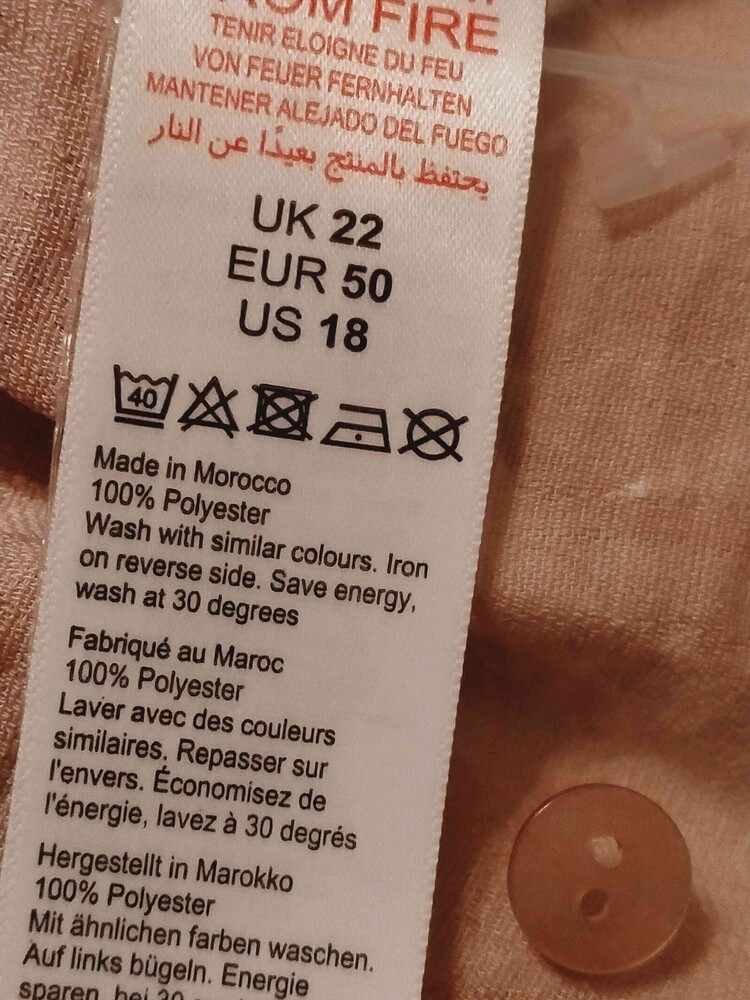 FROM FIRE
TENIR ELOIGNE DU FEU
VON FEUER FERNHALTEN
MANTENER ALEJADO DEL FUEGO
يحتفظ بالمنتج بعيدًا عن النار
UK 22
EUR 50
US 18
40
Made in Morocco
100% Polyester
Wash with similar colours. Iron
on reverse side. Save energy,
wash at 30 degrees
Fabriqué au Maroc
100% Polyester
Laver avec des couleurs
similaires. Repasser sur
l'envers. Économisez de
l'énergie, lavez à 30 degrés
Hergestellt in Marokko
100% Polyester
Mit ähnlichen farben waschen.
Auf links bügeln. Energie
sparen, bei 30